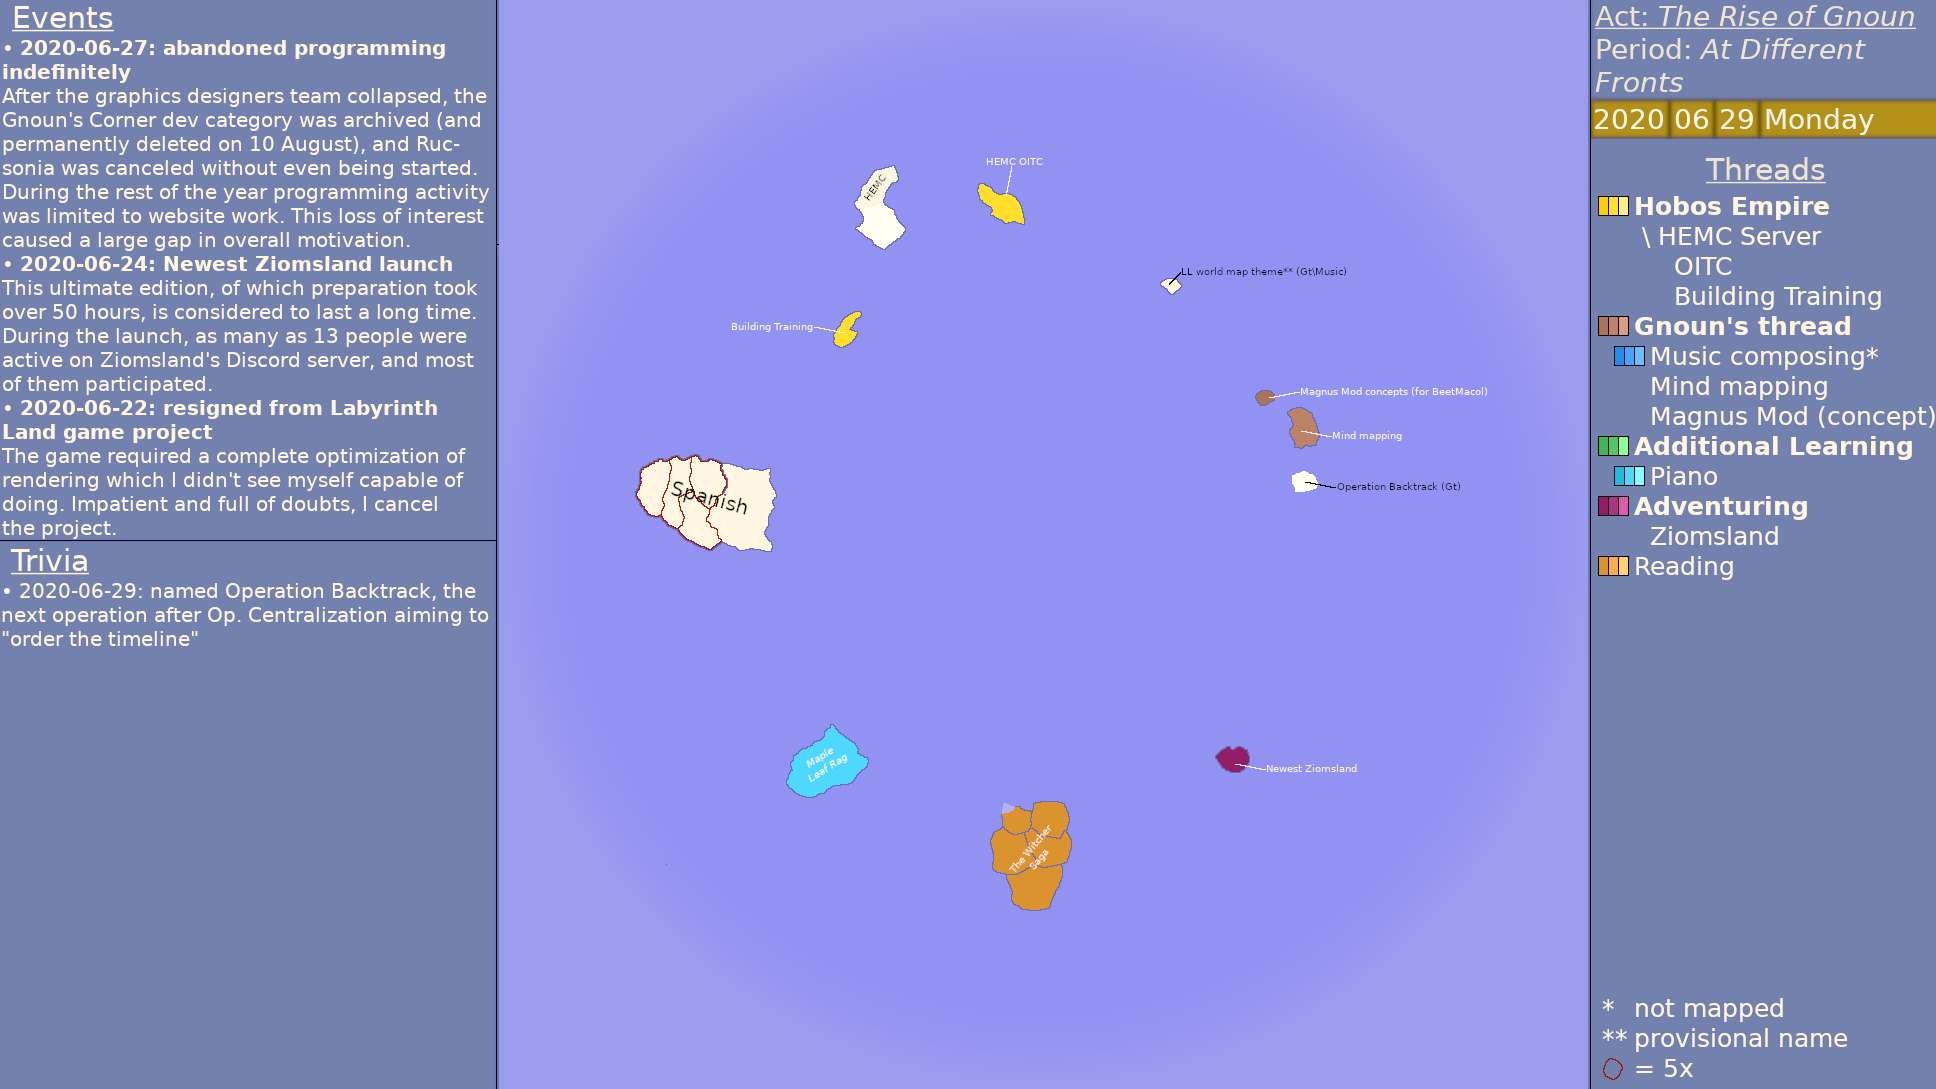 Events
• 2020-06-27: abandoned programming
indefinitely
After the graphics designers team collapsed, the
Gnoun's Corner dev category was archived (and
permanently deleted on 10 August), and Ruc-
sonia was canceled without even being started.
During the rest of the year programming activity
was limited to website work. This loss of interest
caused a large gap in overall motivation.
• 2020-06-24: Newest Ziomsland launch
This ultimate edition, of which preparation took
over 50 hours, is considered to last a long time.
During the launch, as many as 13 people were
active on Ziomsland's Discord server, and most
of them participated.
• 2020-06-22: resigned from Labyrinth
Land game project
The game required a complete optimization of
rendering which I didn't see myself capable of
doing. Impatient and full of doubts, I cancel
the project.
Trivia
• 2020-06-29: named Operation Backtrack, the
next operation after Op. Centralization aiming to
"order the timeline"
HEMC
HEMC OITC
LL world map theme** (Gt\Music)
Building Training
Magnus Mod concepts (for BeetMacol)
Mind mapping
Operation Backtrack (Gt)
Spanish
Maple
Leaf Rag
Newest Ziomsland
The Witcher
Saga
Act: The Rise of Gnoun
Period: At Different
Fronts
2020 06 29 Monday
Threads
Hobos Empire
\ HEMC Server
OITC
Building Training
Gnoun's thread
Music composing*
Mind mapping
Magnus Mod (concept)
Additional Learning
Piano
Adventuring
Ziomsland
Reading
* not mapped
** provisional name
= 5x